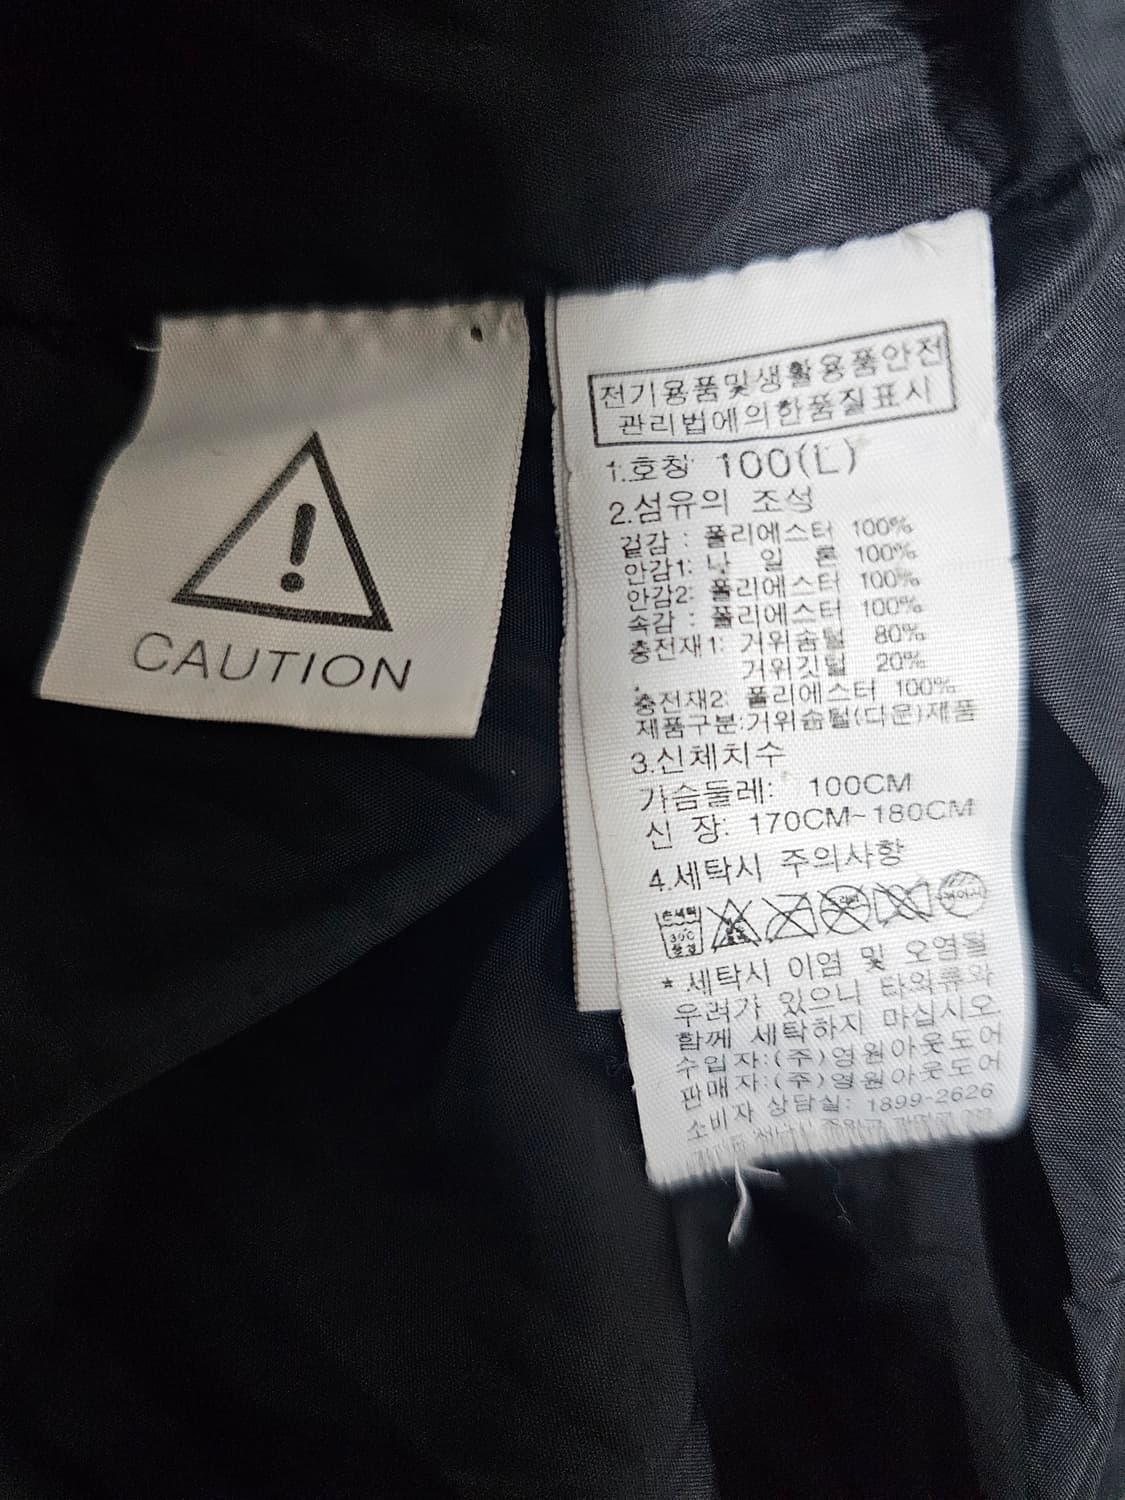 CAUTION
전기용품및생활용품안전
관리법에의한품질표시
1.호칭 100(L)
2.섬유의 조성
겉감 : 폴리에스터 100%
안감1: 나 일 론 100%
안감2: 폴리에스터 100%
속감 : 폴리에스터 100%
충전재1: 거위솜털 80%
거위깃털 20%
충전재2: 폴리에스터 100%
제품구분:거위솜털(다운)제품
3.신체치수
가슴둘레: 100CM
신 장: 170CM~180CM
4.세탁시 주의사항
손세탁
30℃
중성
* 세탁시 이염 및 오염될
우려가 있으니 타의류와
함께 세탁하지 마십시오
수입자:(주)영원아웃도어
판매자:(주)영원아웃도어
소비자 상담실: 1899-2626